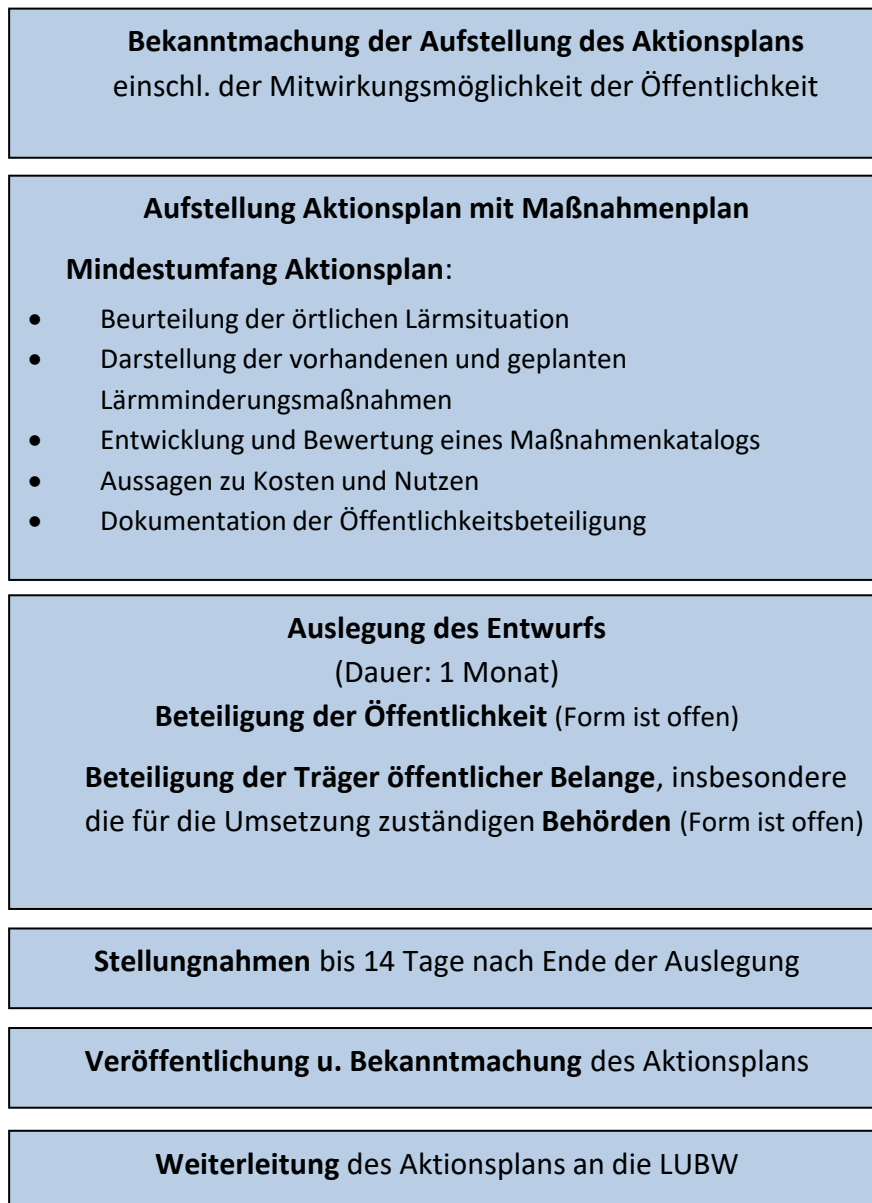 Bekanntmachung der Aufstellung des Aktionsplans
einschl. der Mitwirkungsmöglichkeit der Öffentlichkeit
Aufstellung Aktionsplan mit Maßnahmenplan
Mindestumfang Aktionsplan:
• Beurteilung der örtlichen Lärmsituation
• Darstellung der vorhandenen und geplanten
Lärmminderungsmaßnahmen
• Entwicklung und Bewertung eines Maßnahmenkatalogs
• Aussagen zu Kosten und Nutzen
• Dokumentation der Öffentlichkeitsbeteiligung
Auslegung des Entwurfs
(Dauer: 1 Monat)
Beteiligung der Öffentlichkeit (Form ist offen)
Beteiligung der Träger öffentlicher Belange, insbesondere
die für die Umsetzung zuständigen Behörden (Form ist offen)
Stellungnahmen bis 14 Tage nach Ende der Auslegung
Veröffentlichung u. Bekanntmachung des Aktionsplans
Weiterleitung des Aktionsplans an die LUBW